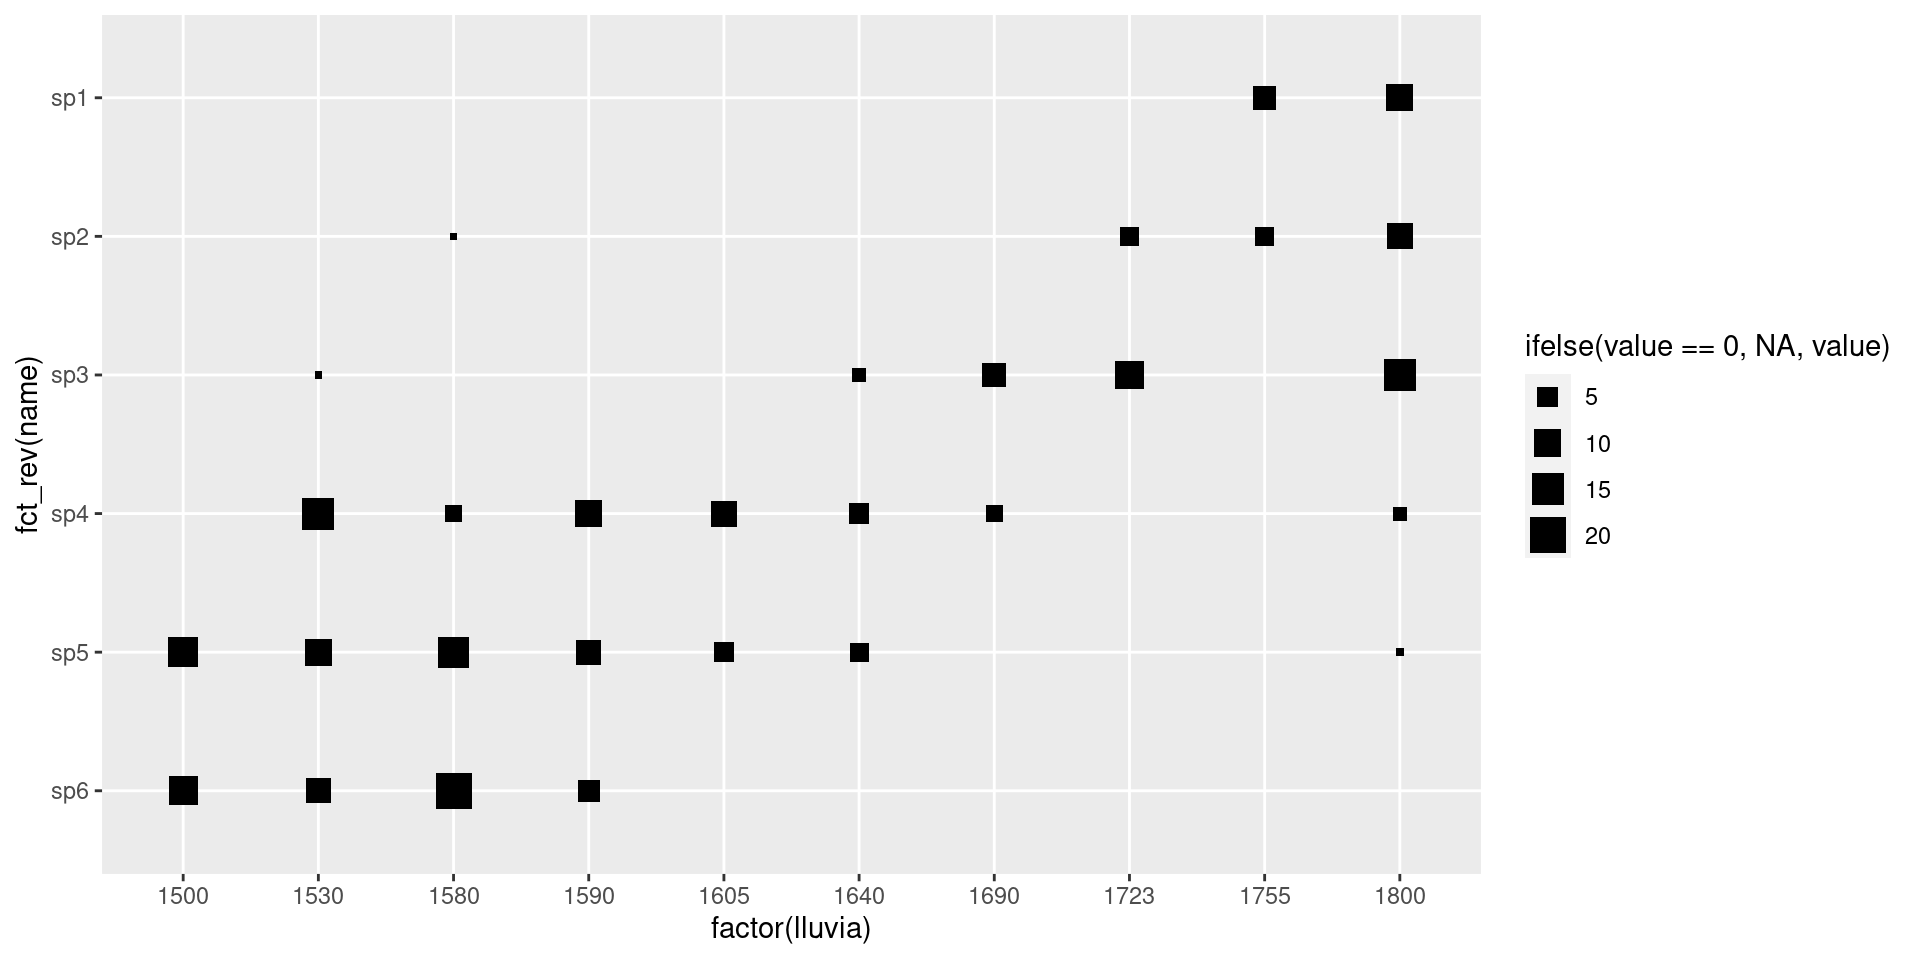 fct_rev(name)
sp1
sp2
sp3
sp4
sp5
sp6
1500 1530 1580 1590 1605 1640 1690 1723 1755 1800
factor(lluvia)
ifelse(value == 0, NA, value)
5
10
15
20